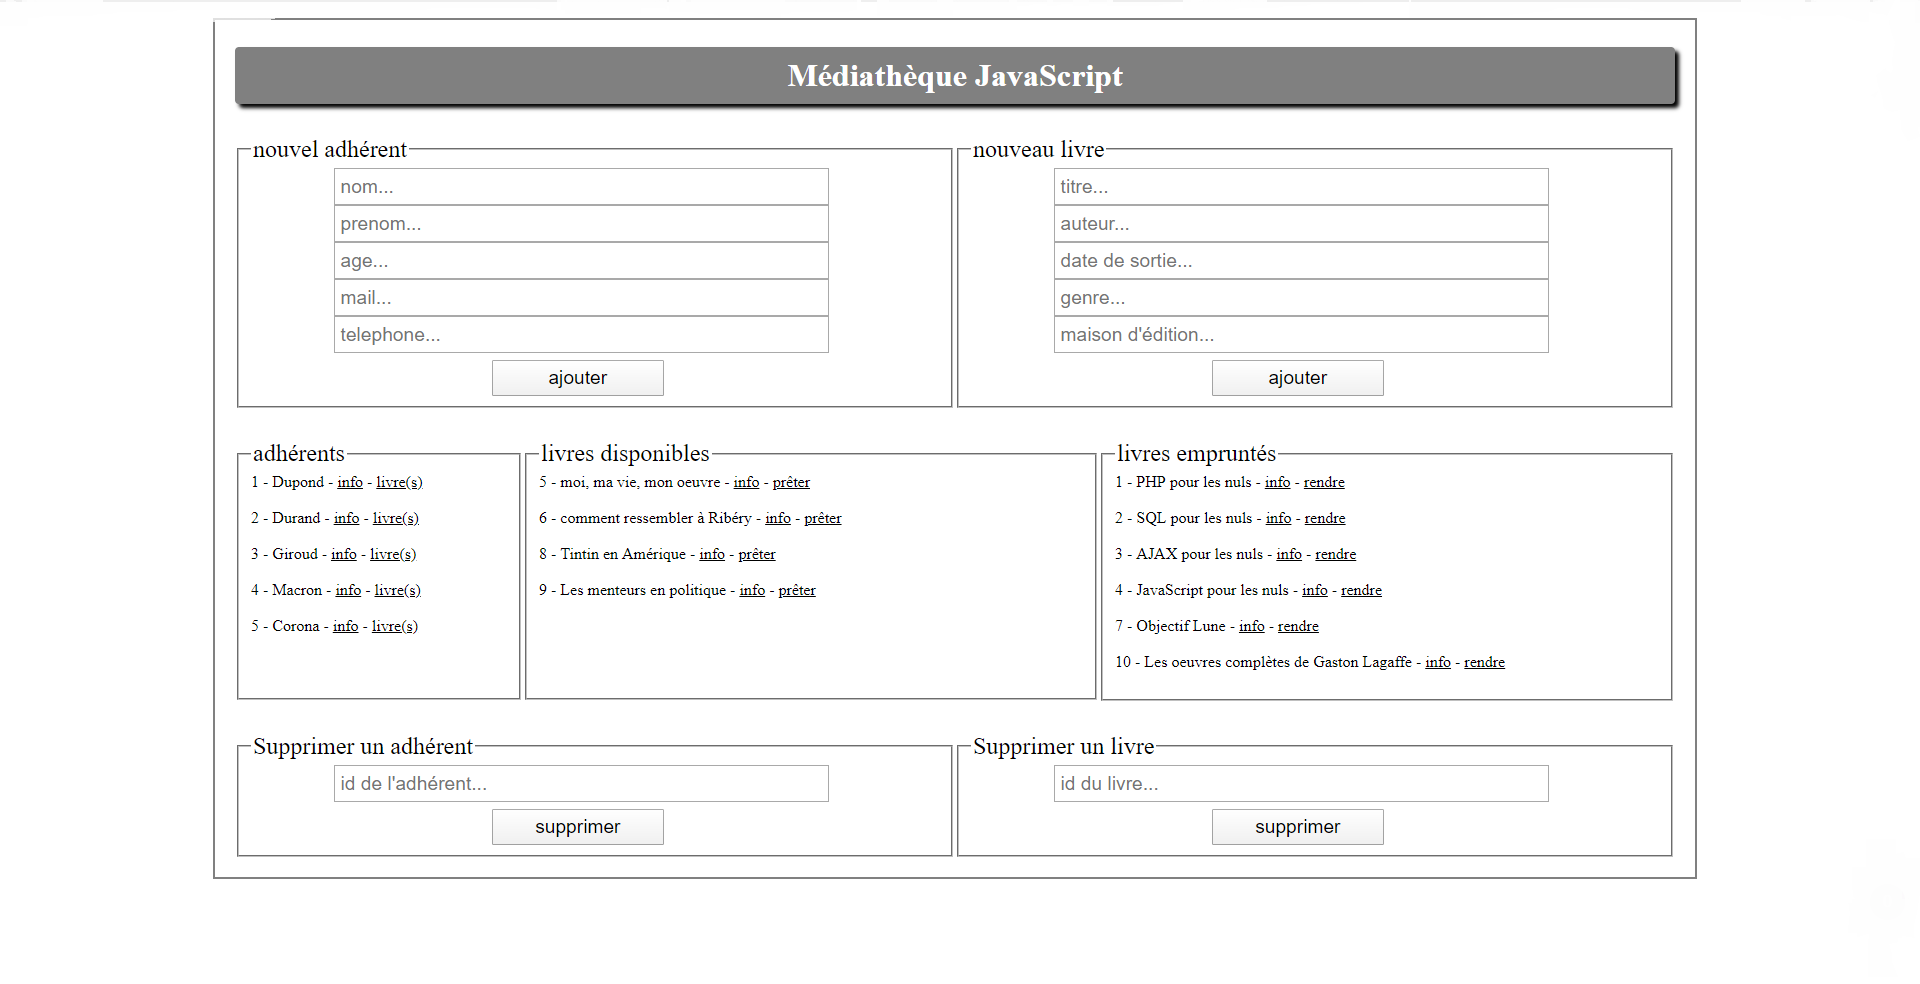 Médiathèque JavaScript
nouvel adhérent
nom...
prenom...
age...
mail...
telephone...
ajouter
nouveau livre
titre...
auteur...
date de sortie...
genre...
maison d'édition...
ajouter
adhérents
1 - Dupond - info - livre(s)
2 - Durand - info - livre(s)
3 - Giroud - info - livre(s)
4 - Macron - info - livre(s)
5 - Corona - info - livre(s)
livres disponibles
5 - moi, ma vie, mon oeuvre - info - prêter
6 - comment ressembler à Ribéry - info - prêter
8 - Tintin en Amérique - info - prêter
9 - Les menteurs en politique - info - prêter
livres empruntés
1 - PHP pour les nuls - info - rendre
2 - SQL pour les nuls - info - rendre
3 - AJAX pour les nuls - info - rendre
4 - JavaScript pour les nuls - info - rendre
7 - Objectif Lune - info - rendre
10 - Les oeuvres complètes de Gaston Lagaffe - info - rendre
Supprimer un adhérent
id de l'adhérent...
supprimer
Supprimer un livre
id du livre...
supprimer